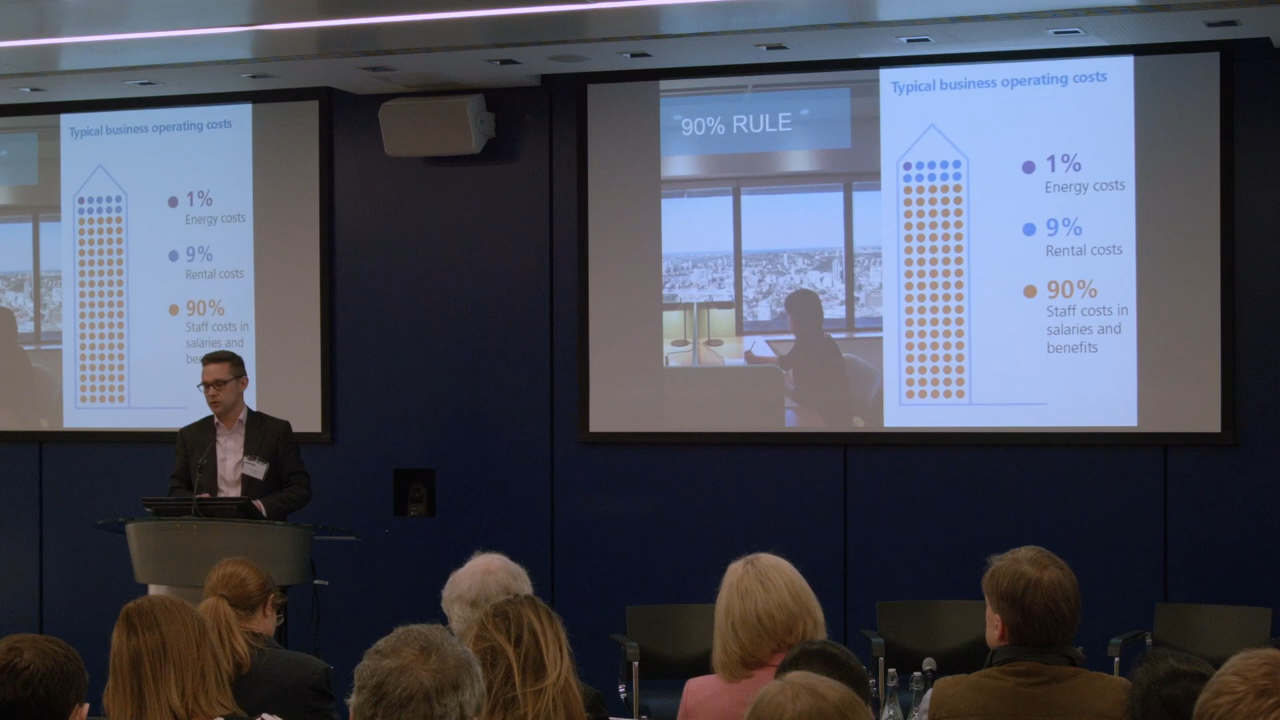 Typical business operating costs
1%
Energy costs
9%
Rental costs
90%
Staff costs in
salaries and
90% RULE
Typical business operating costs
1%
Energy costs
9%
Rental costs
90%
Staff costs in
salaries and
benefits